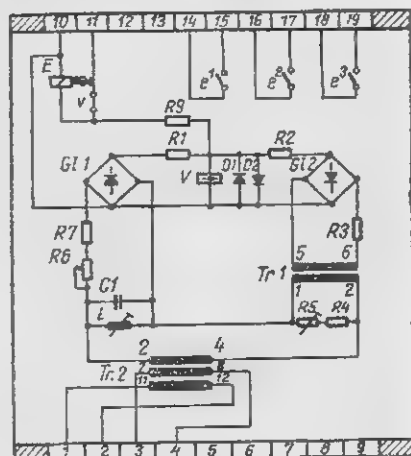 10 11 12 13 14 15 16 17 18 19
E
v
e¹ e² e³
R9
R1 R2
Gl 1 V D1 D2 Gl 2
R7 R3
R6 5 6
Tr 1
C1 1 2
t R5 R4
2 4
7 8
Tr. 2 11 12
1 2 3 4 5 6 7 8 9